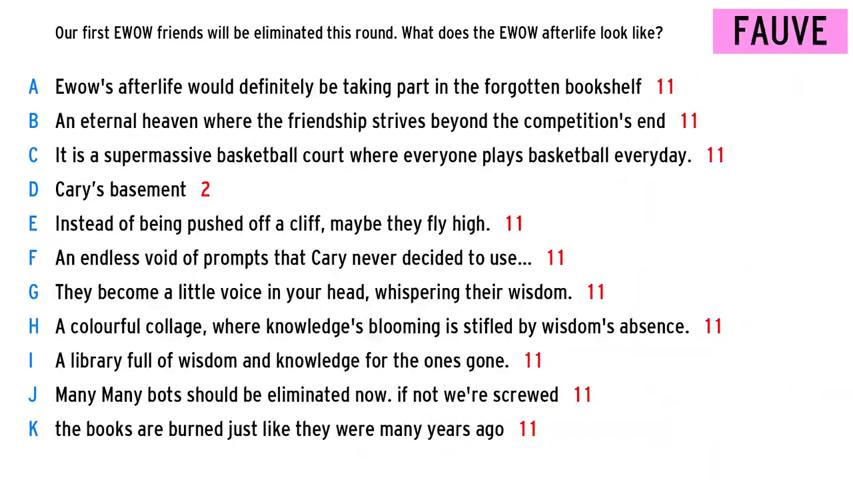 Our first EWOW friends will be eliminated this round. What does the EWOW afterlife look like?
FAUVE
A Ewow's afterlife would definitely be taking part in the forgotten bookshelf 11
B An eternal heaven where the friendship strives beyond the competition's end 11
C It is a supermassive basketball court where everyone plays basketball everyday. 11
D Cary's basement 2
E Instead of being pushed off a cliff, maybe they fly high. 11
F An endless void of prompts that Cary never decided to use... 11
G They become a little voice in your head, whispering their wisdom. 11
H A colourful collage, where knowledge's blooming is stifled by wisdom's absence. 11
I A library full of wisdom and knowledge for the ones gone. 11
J Many Many bots should be eliminated now. if not we're screwed 11
K the books are burned just like they were many years ago 11